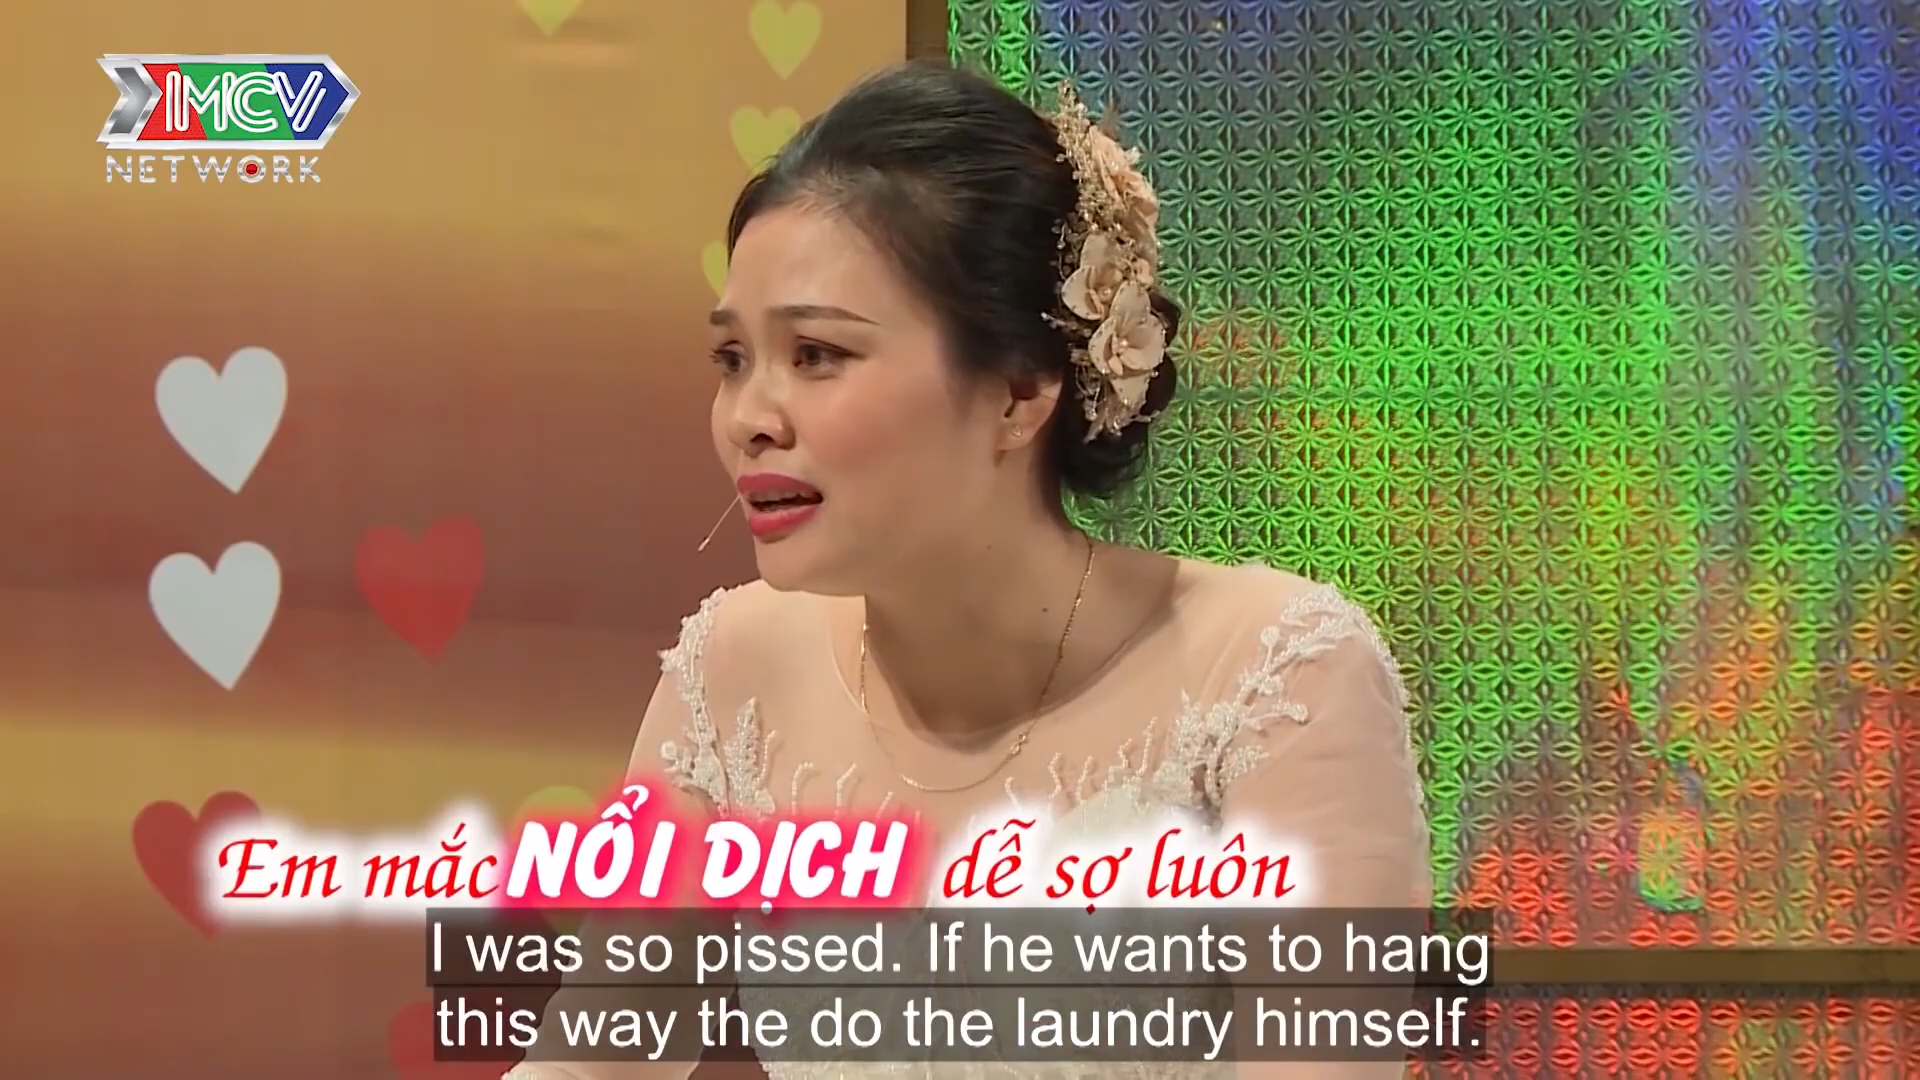 MCV
NETWORK
Em mắc NỔI DỊCH dễ sợ luôn
I was so pissed. If he wants to hang
this way the do the laundry himself.